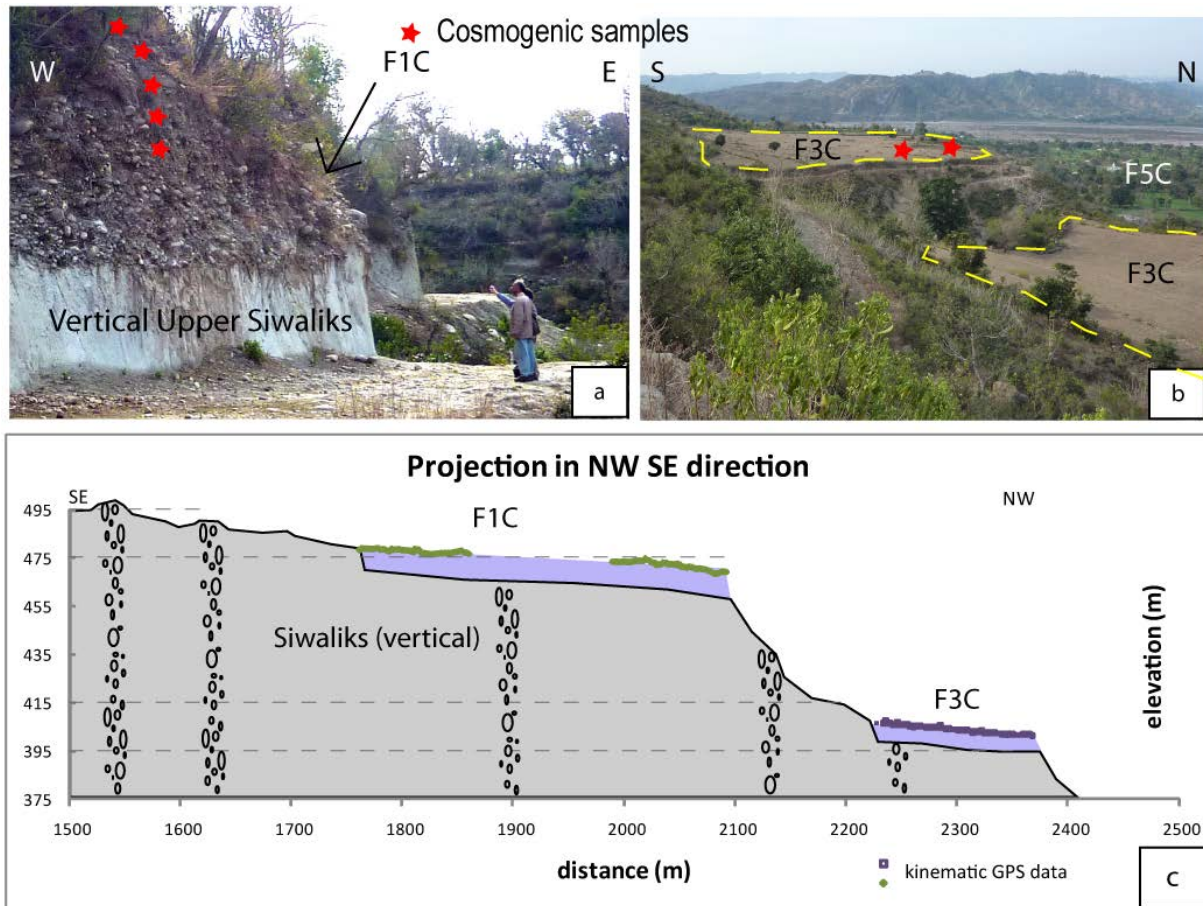 Cosmogenic samples
W
F1C
E
Vertical Upper Siwaliks
a
S
N
F3C
F5C
F3C
b
Projection in NW SE direction
SE
NW
F1C
Siwaliks (vertical)
F3C
495
475
455
435
415
395
375
elevation (m)
1500 1600 1700 1800 1900 2000 2100 2200 2300 2400 2500
distance (m)
kinematic GPS data
c